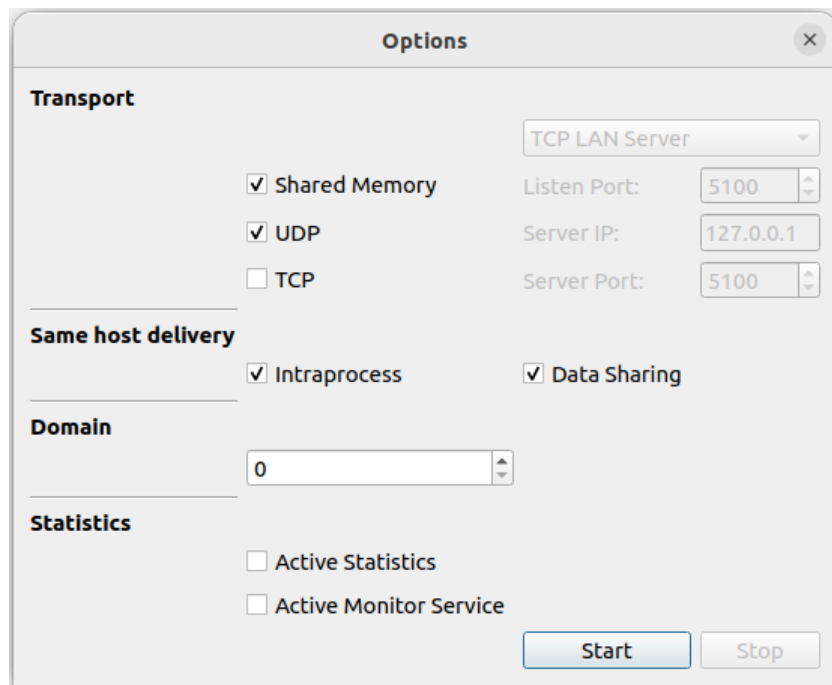 Options
Transport
TCP LAN Server
Shared Memory Listen Port: 5100
UDP Server IP: 127.0.0.1
TCP Server Port: 5100
Same host delivery
Intraprocess Data Sharing
Domain
0
Statistics
Active Statistics
Active Monitor Service
Start Stop